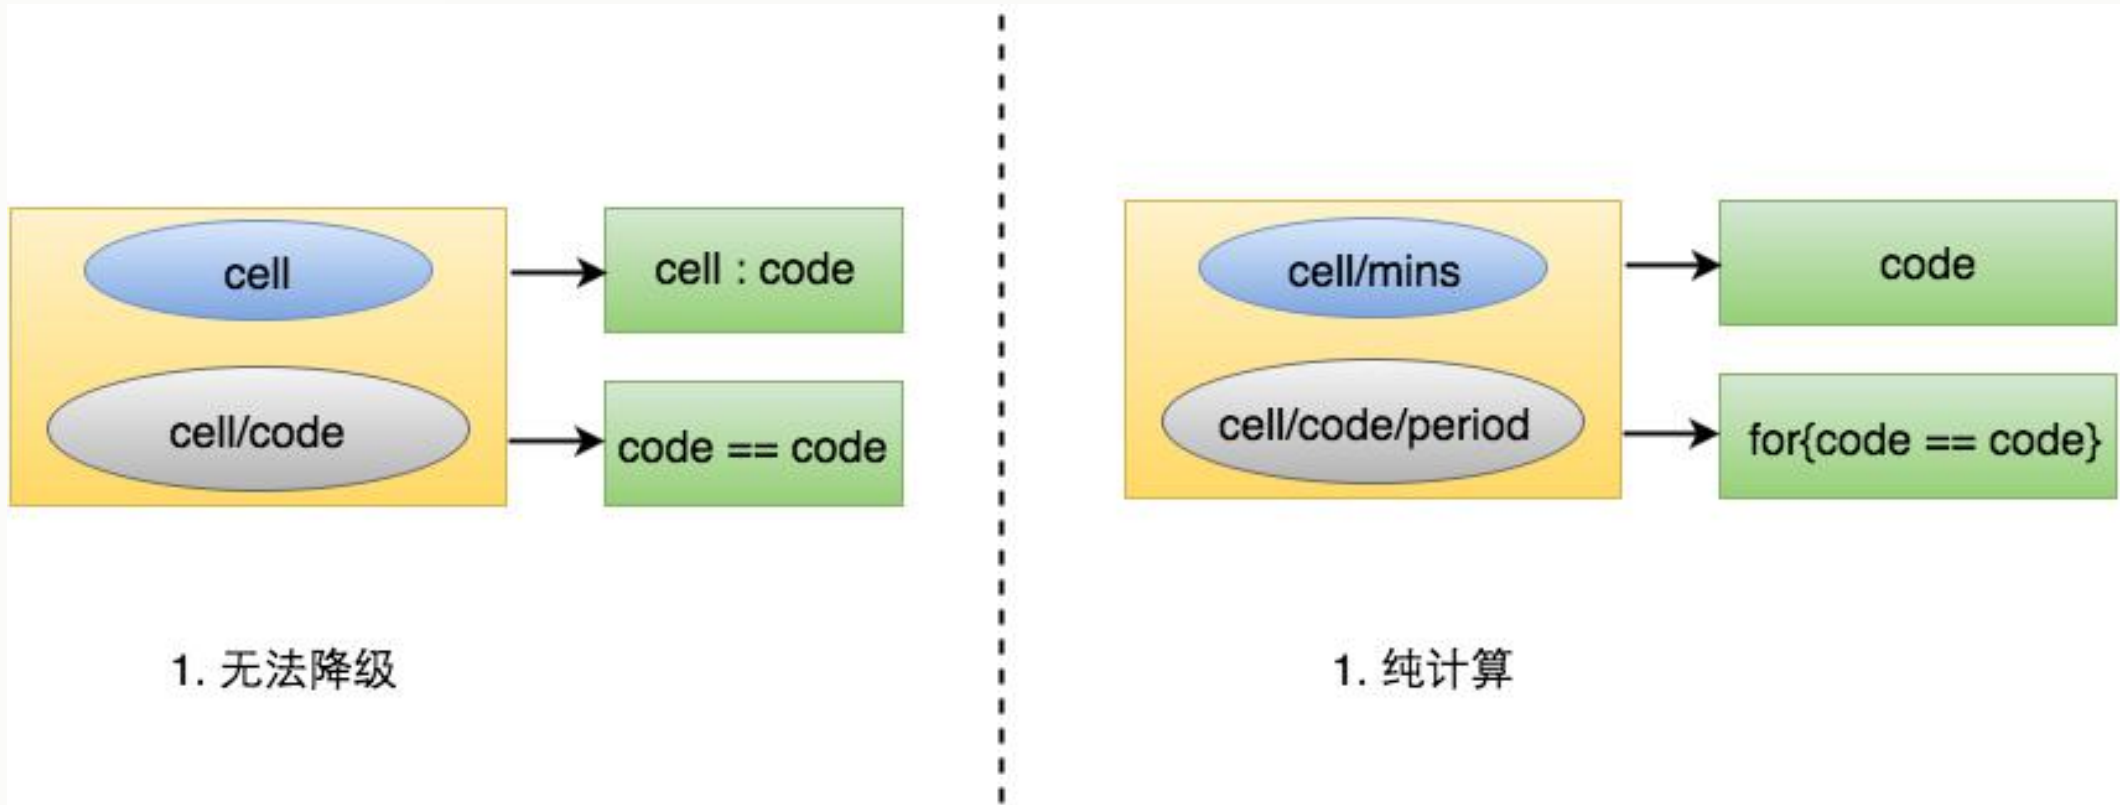 cell
cell : code
cell/code
code == code
1. 无法降级
cell/mins
code
cell/code/period
for{code == code}
1. 纯计算